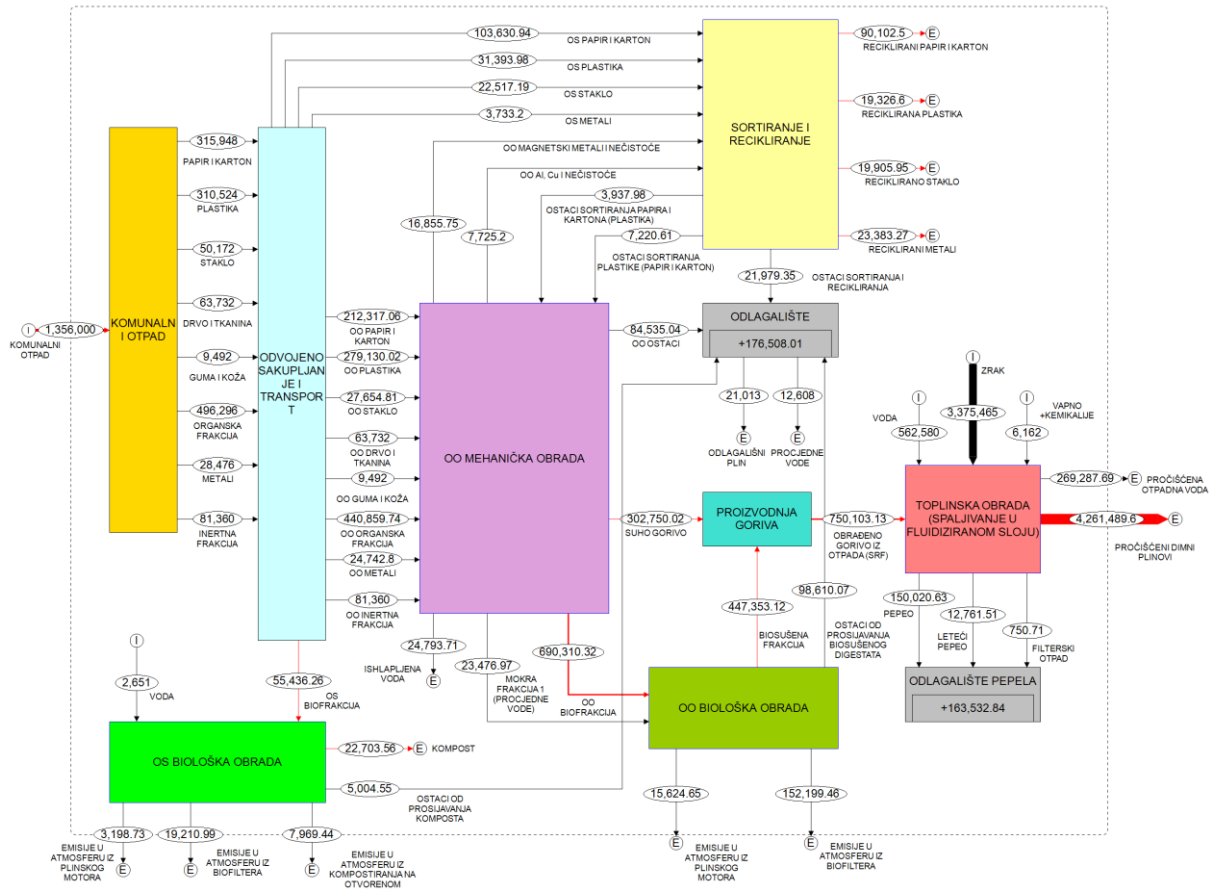 103,630.94
OS PAPIR I KARTON
31,393.98
OS PLASTIKA
22,517.19
OS STAKLO
3,733.2
OS METALI
OO MAGNETSKI METALI I NEČISTOĆE
OO Al, Cu I NEČISTOĆE
16,855.75
7,725.2
SORTIRANJE I
RECIKLIRANJE
90,102.5
E
RECIKLIRANI PAPIR I KARTON
19,326.6
E
RECIKLIRANA PLASTIKA
19,905.95
E
RECIKLIRANO STAKLO
23,383.27
E
RECIKLIRANI METALI
3,937.98
OSTACI SORTIRANJA PAPIRA I
KARTONA (PLASTIKA)
7,220.61
OSTACI SORTIRANJA
PLASTIKE (PAPIR I KARTON)
21,979.35
OSTACI SORTIRANJA I
RECIKLIRANJA
I
1,356,000
KOMUNALNI
OTPAD
KOMUNALN
I OTPAD
315,948
PAPIR I KARTON
310,524
PLASTIKA
50,172
STAKLO
63,732
DRVO I TKANINA
9,492
GUMA I KOŽA
496,296
ORGANSKA
FRAKCIJA
28,476
METALI
81,360
INERTNA
FRAKCIJA
ODVOJENO
SAKUPLJAN
JE I
TRANSPOR
T
212,317.06
OO PAPIR I
KARTON
279,130.02
OO PLASTIKA
27,654.81
OO STAKLO
63,732
OO DRVO I
TKANINA
9,492
OO GUMA I KOŽA
440,859.74
OO ORGANSKA
FRAKCIJA
24,742.8
OO METALI
81,360
OO INERTNA
FRAKCIJA
OO MEHANIČKA OBRADA
84,535.04
OO OSTACI
ODLAGALIŠTE
+176,508.01
21,013
E
ODLAGALIŠNI
PLIN
12,608
E
PROCJEDNE
VODE
302,750.02
SUHO GORIVO
PROIZVODNJA
GORIVA
750,103.13
OBRAĐENO
GORIVO IZ
OTPADA (SRF)
I
ZRAK
3,375,465
I
VODA
562,580
I
VAPNO
+KEMIKALIJE
6,162
TOPLINSKA OBRADA
(SPALJIVANJE U
FLUIDIZIRANOM SLOJU)
269,287.69
E
PROČIŠĆENA
OTPADNA VODA
4,261,489.6
E
PROČIŠĆENI DIMNI
PLINOVI
150,020.63
PEPEO
12,761.51
LETEĆI
PEPEO
750.71
FILTERSKI
OTPAD
ODLAGALIŠTE PEPELA
+163,532.84
24,793.71
ISHLAPLJENA
VODA
E
23,476.97
MOKRA
FRAKCIJA 1
(PROCJEDNE
VODE)
690,310.32
OO
BIOFRAKCIJA
447,353.12
BIOSUŠENA
FRAKCIJA
98,610.07
OSTACI OD
PROSIJAVANJA
BIOSUŠENOG
DIGESTATA
OO BIOLOŠKA OBRADA
15,624.65
E
EMISIJE U
ATMOSFERU IZ
PLINSKOG
MOTORA
152,199.46
E
EMISIJE U
ATMOSFERU IZ
BIOFILTERA
I
2,651
VODA
55,436.26
OS
BIOFRAKCIJA
OS BIOLOŠKA OBRADA
22,703.56
E
KOMPOST
5,004.55
OSTACI OD
PROSIJAVANJA
KOMPOSTA
3,198.73
E
EMISIJE U
ATMOSFERU IZ
PLINSKOG
MOTORA
19,210.99
E
EMISIJE U
ATMOSFERU IZ
BIOFILTERA
7,969.44
E
EMISIJE U
ATMOSFERU IZ
KOMPOSTIRANJA NA
OTVORENOM